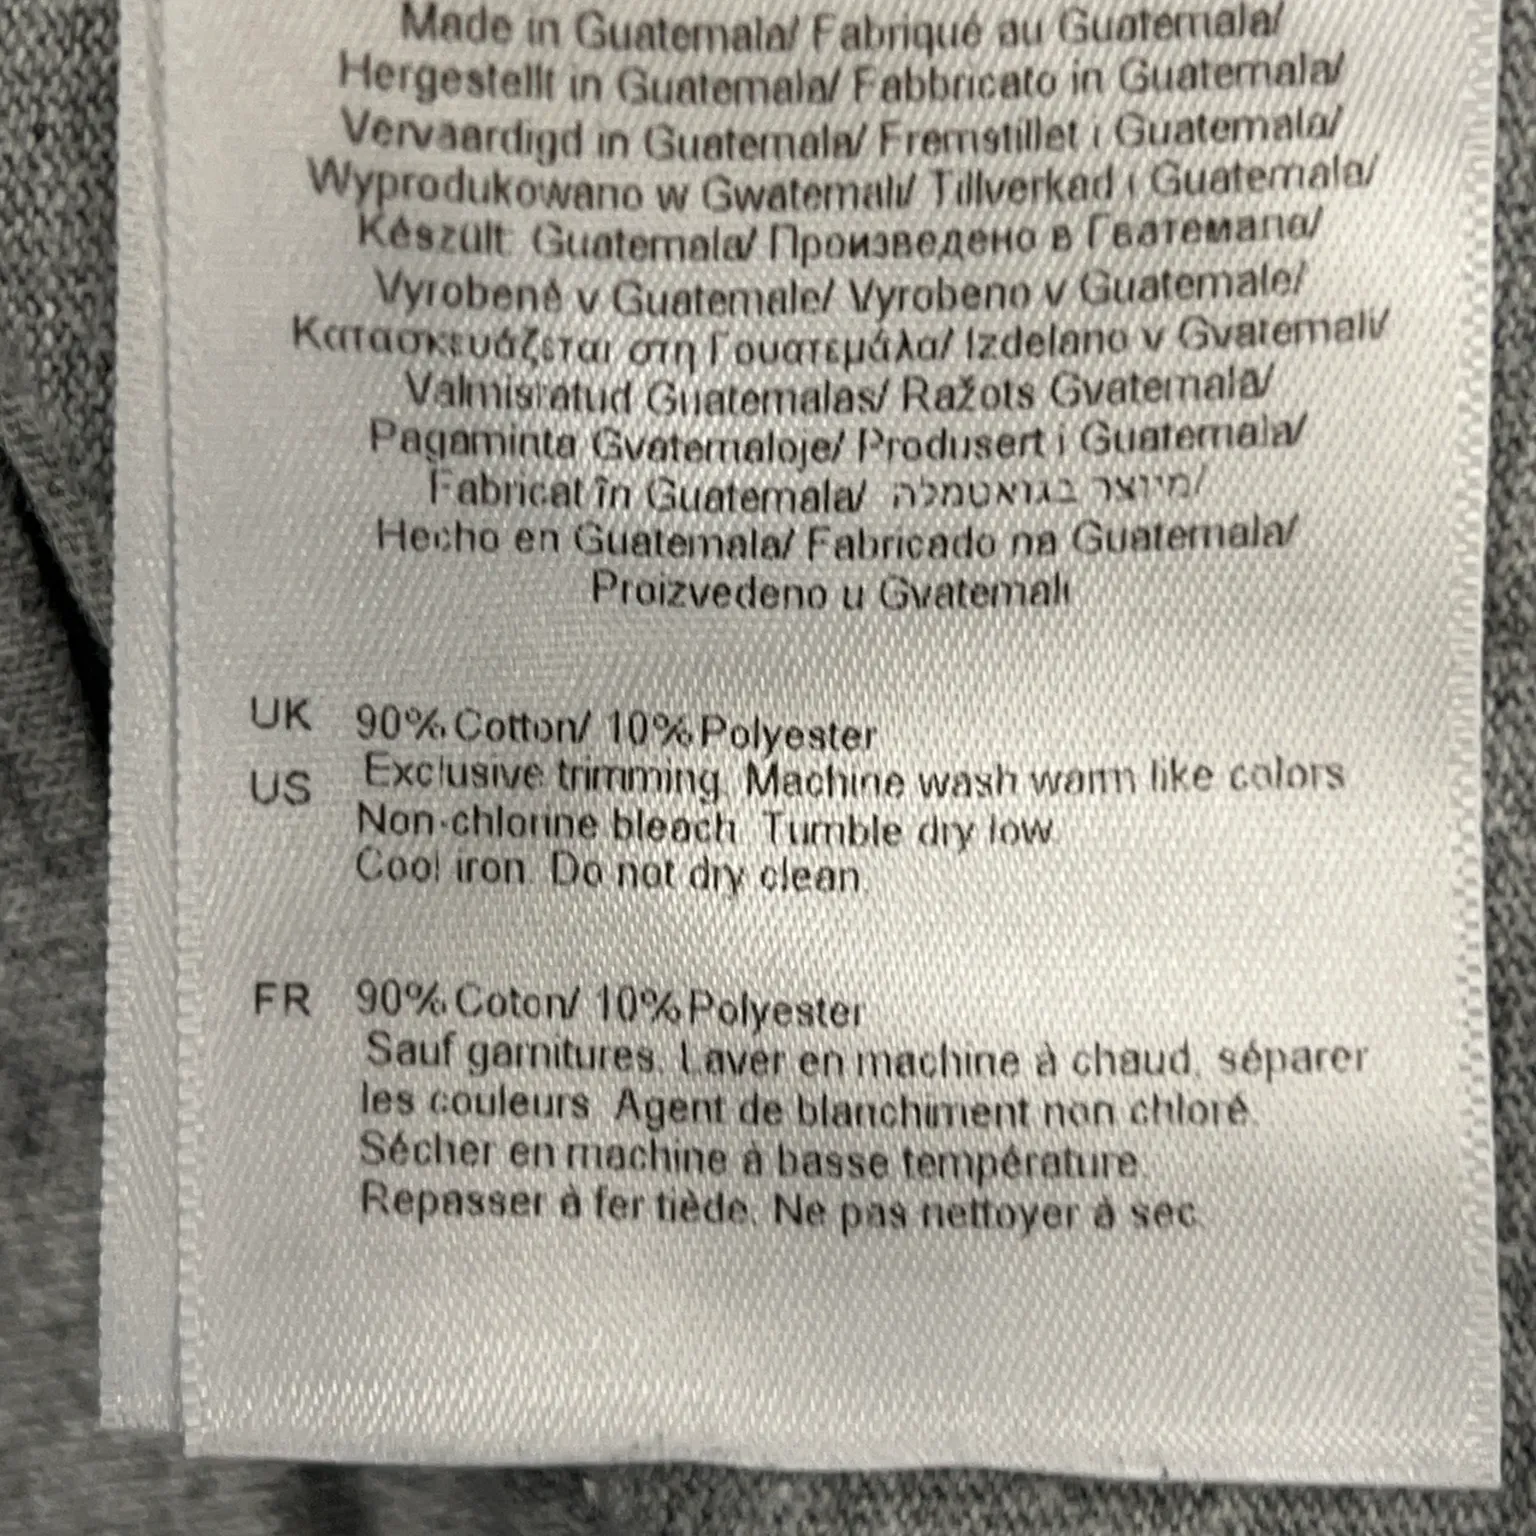 Made in Guatemala/ Fabriqué au Guatemala/
Hergestellt in Guatemala/ Fabbricato in Guatemala/
Vervaardigd in Guatemala/ Fremstillet i Guatemala/
Wyprodukowano w Gwatemali/ Tillverkad i Guatemala/
Készült: Guatemala/ Произведено в Гватемала/
Vyrobené v Guatemale/ Vyrobeno v Guatemale/
Κατασκευάζεται στη Γουατεμάλα/ Izdelano v Gvatemali/
Valmistatud Guatemalas/ Ražots Gvatemalā/
Pagaminta Gvatemaloje/ Produsert i Guatemala/
Fabricat în Guatemala/ מיוצר בגואטמלה/
Hecho en Guatemala/ Fabricado na Guatemala/
Proizvedeno u Gvatemali
UK 90% Cotton/ 10% Polyester
US Exclusive trimming. Machine wash warm like colors
Non-chlorine bleach. Tumble dry low.
Cool iron. Do not dry clean.
FR 90% Coton/ 10% Polyester
Sauf garnitures. Laver en machine à chaud, séparer
les couleurs. Agent de blanchiment non chloré.
Sécher en machine à basse température.
Repasser à fer tiède. Ne pas nettoyer à sec.